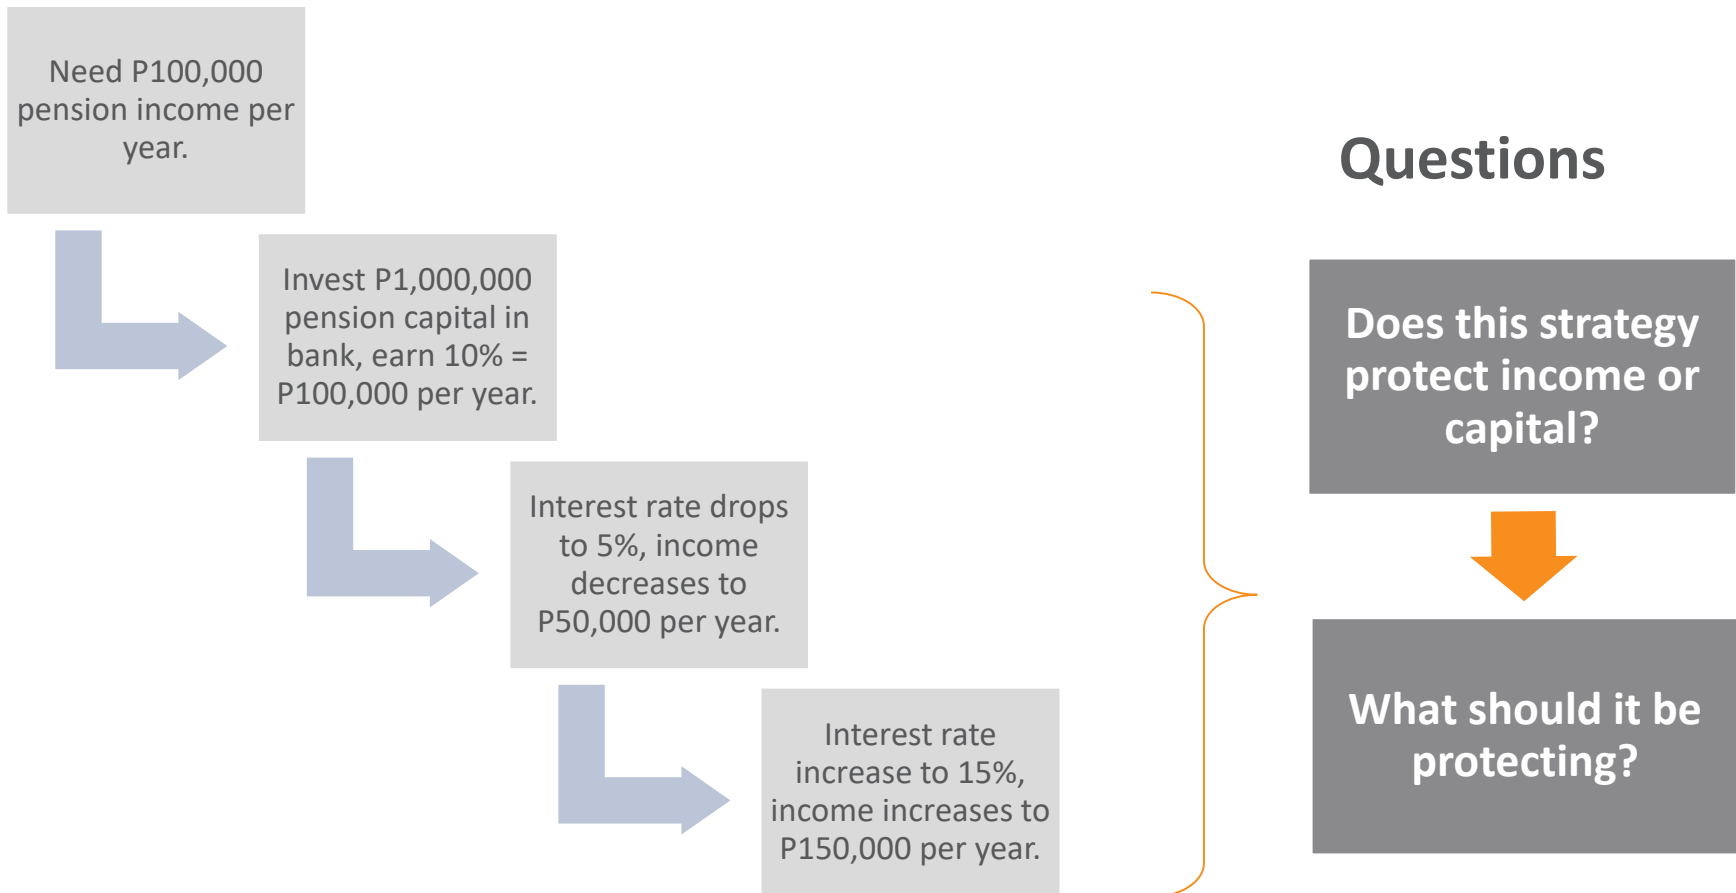 Need P100,000
pension income per
year.
Invest P1,000,000
pension capital in
bank, earn 10% =
P100,000 per year.
Interest rate drops
to 5%, income
decreases to
P50,000 per year.
Interest rate
increase to 15%,
income increases to
P150,000 per year.
Questions
Does this strategy
protect income or
capital?
What should it be
protecting?